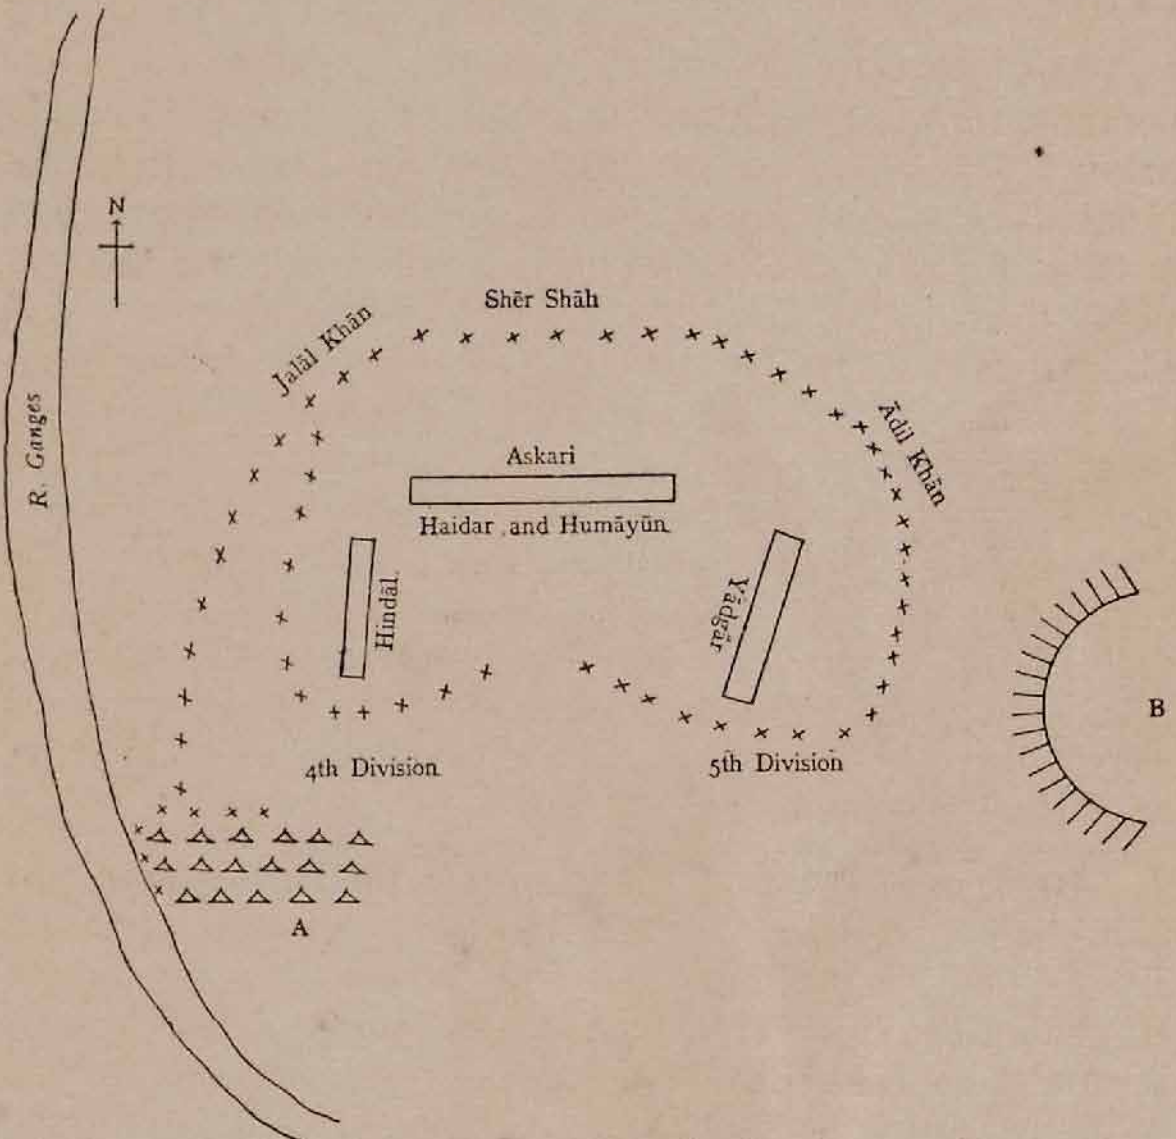 N
Shēr Shāh
Jalāl Khān
Ādil Khān
R. Ganges
Askari
Haidar and Humāyūn
Hindāl
Yādgār
B
4th Division
5th Division
A